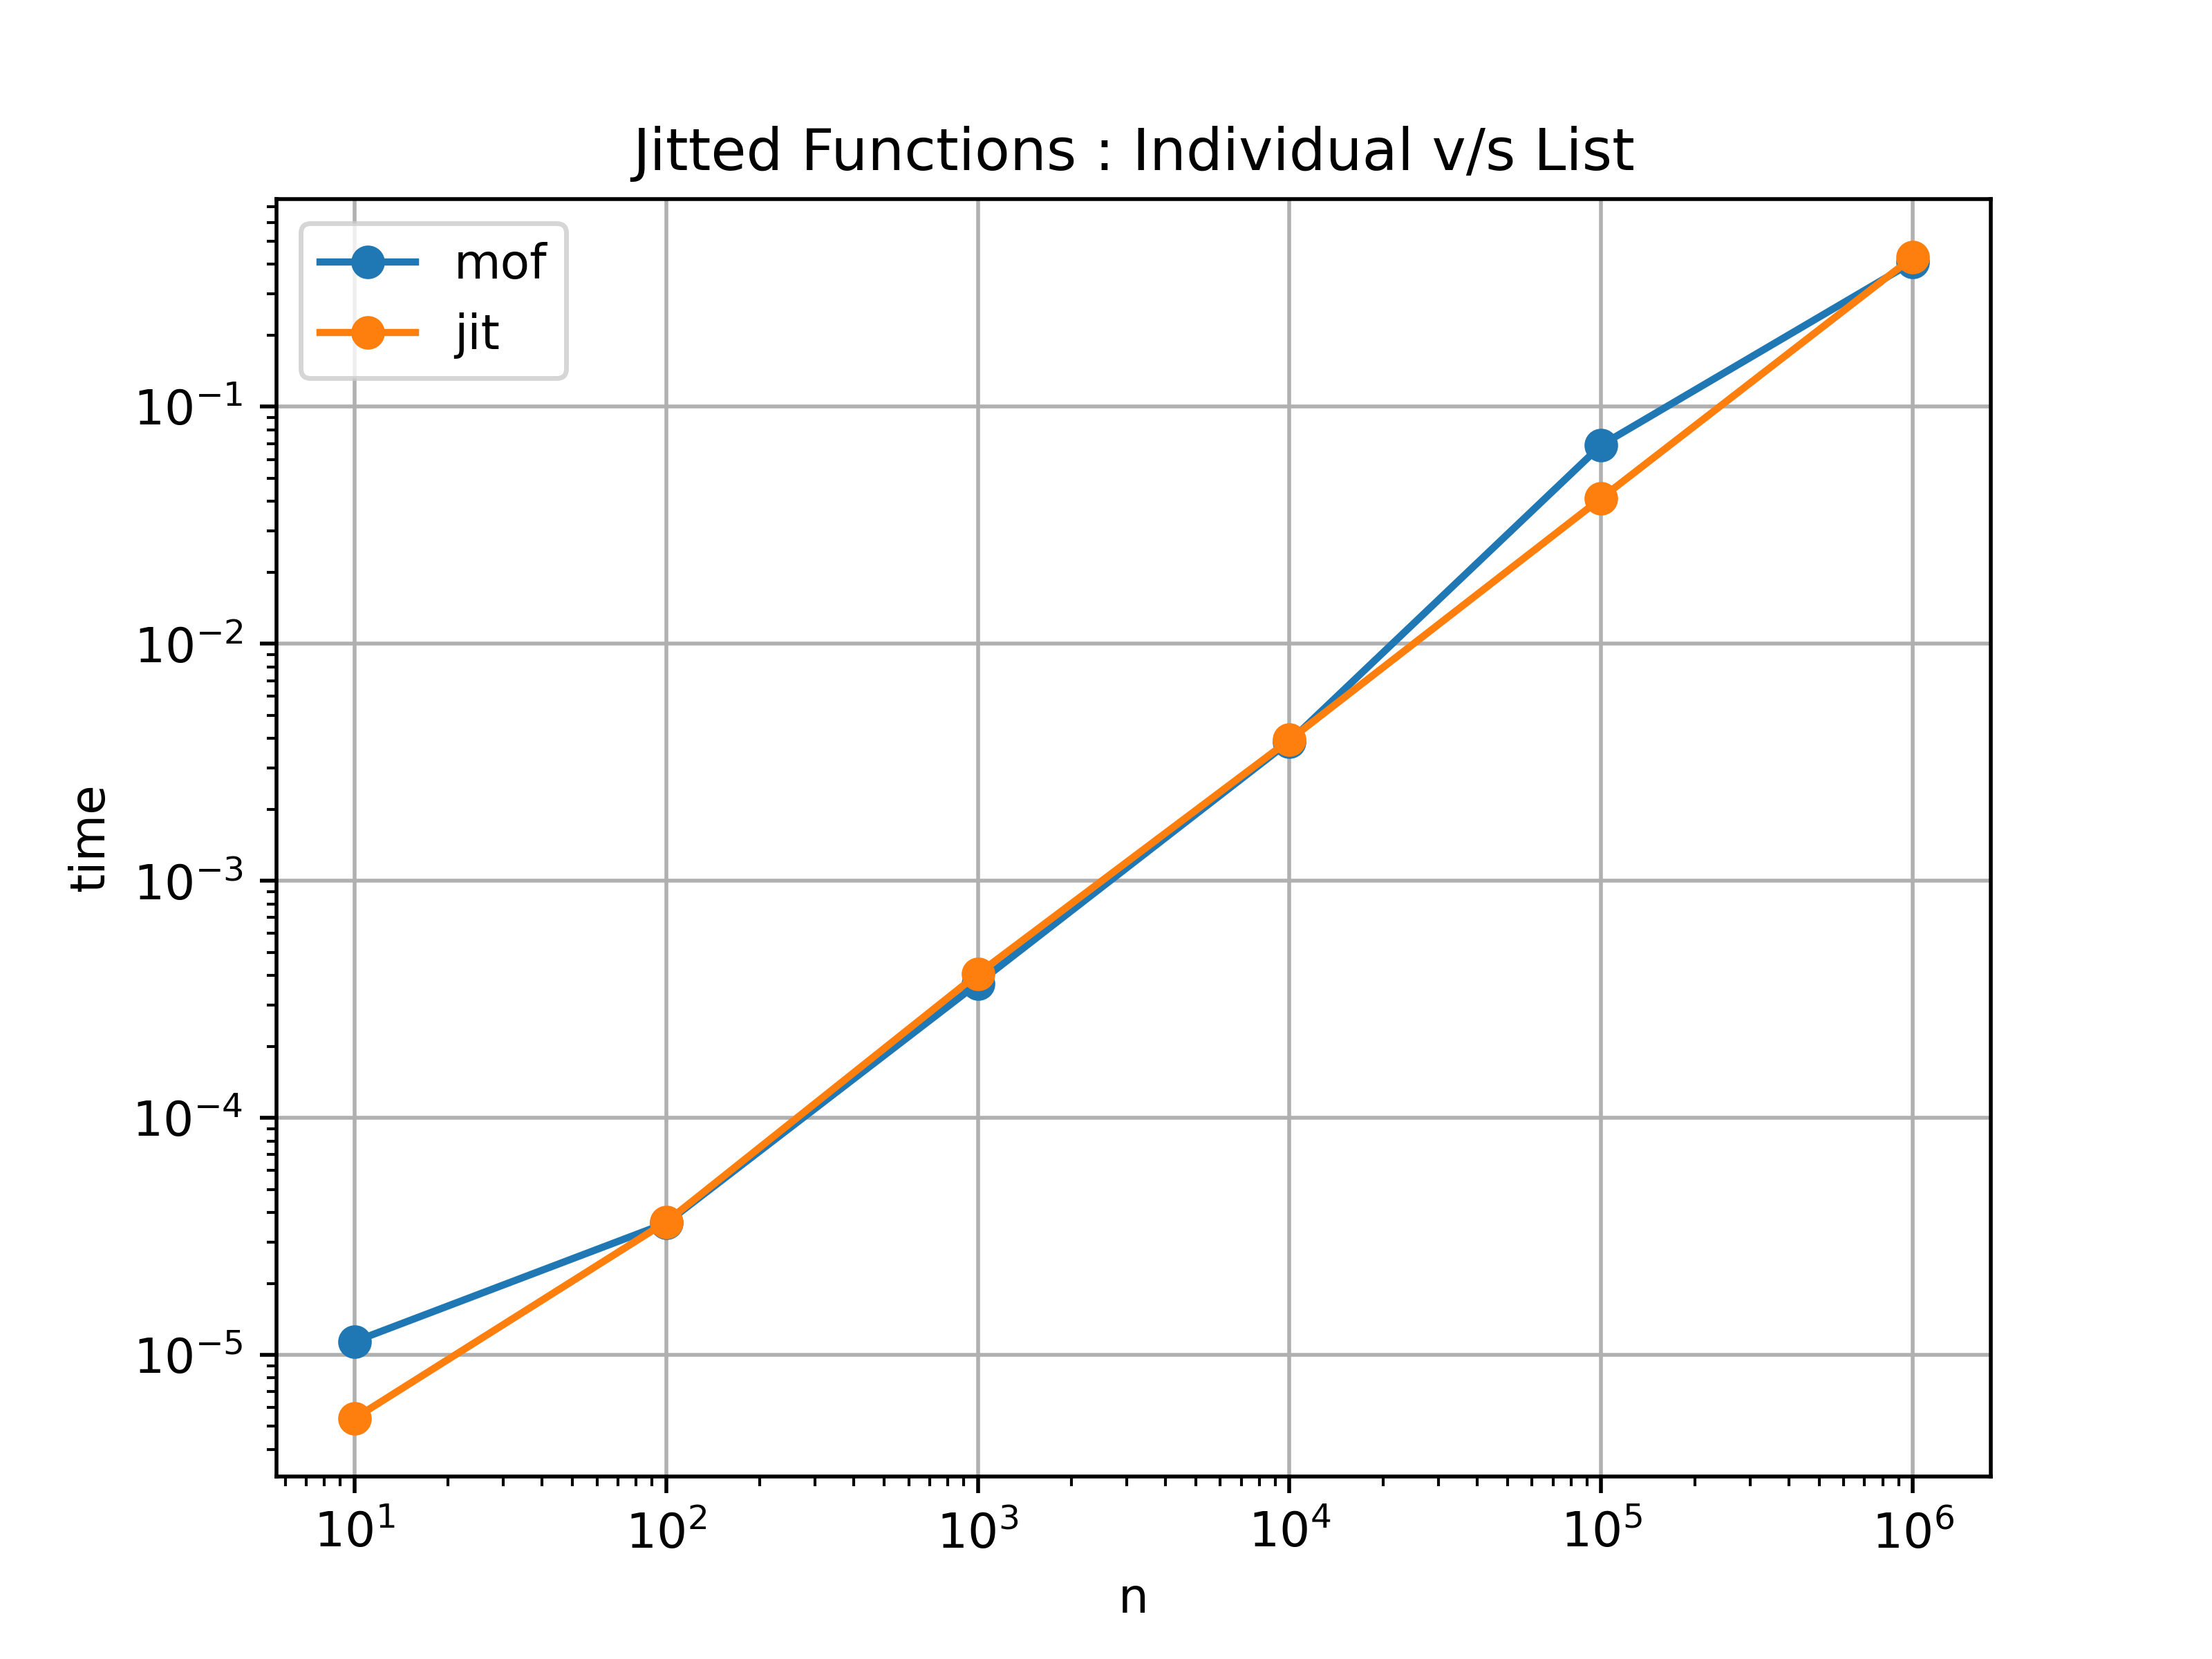 Jitted Functions : Individual v/s List
mof
jit
10⁻¹
10⁻²
10⁻³
10⁻⁴
10⁻⁵
time
10¹ 10² 10³ 10⁴ 10⁵ 10⁶
n